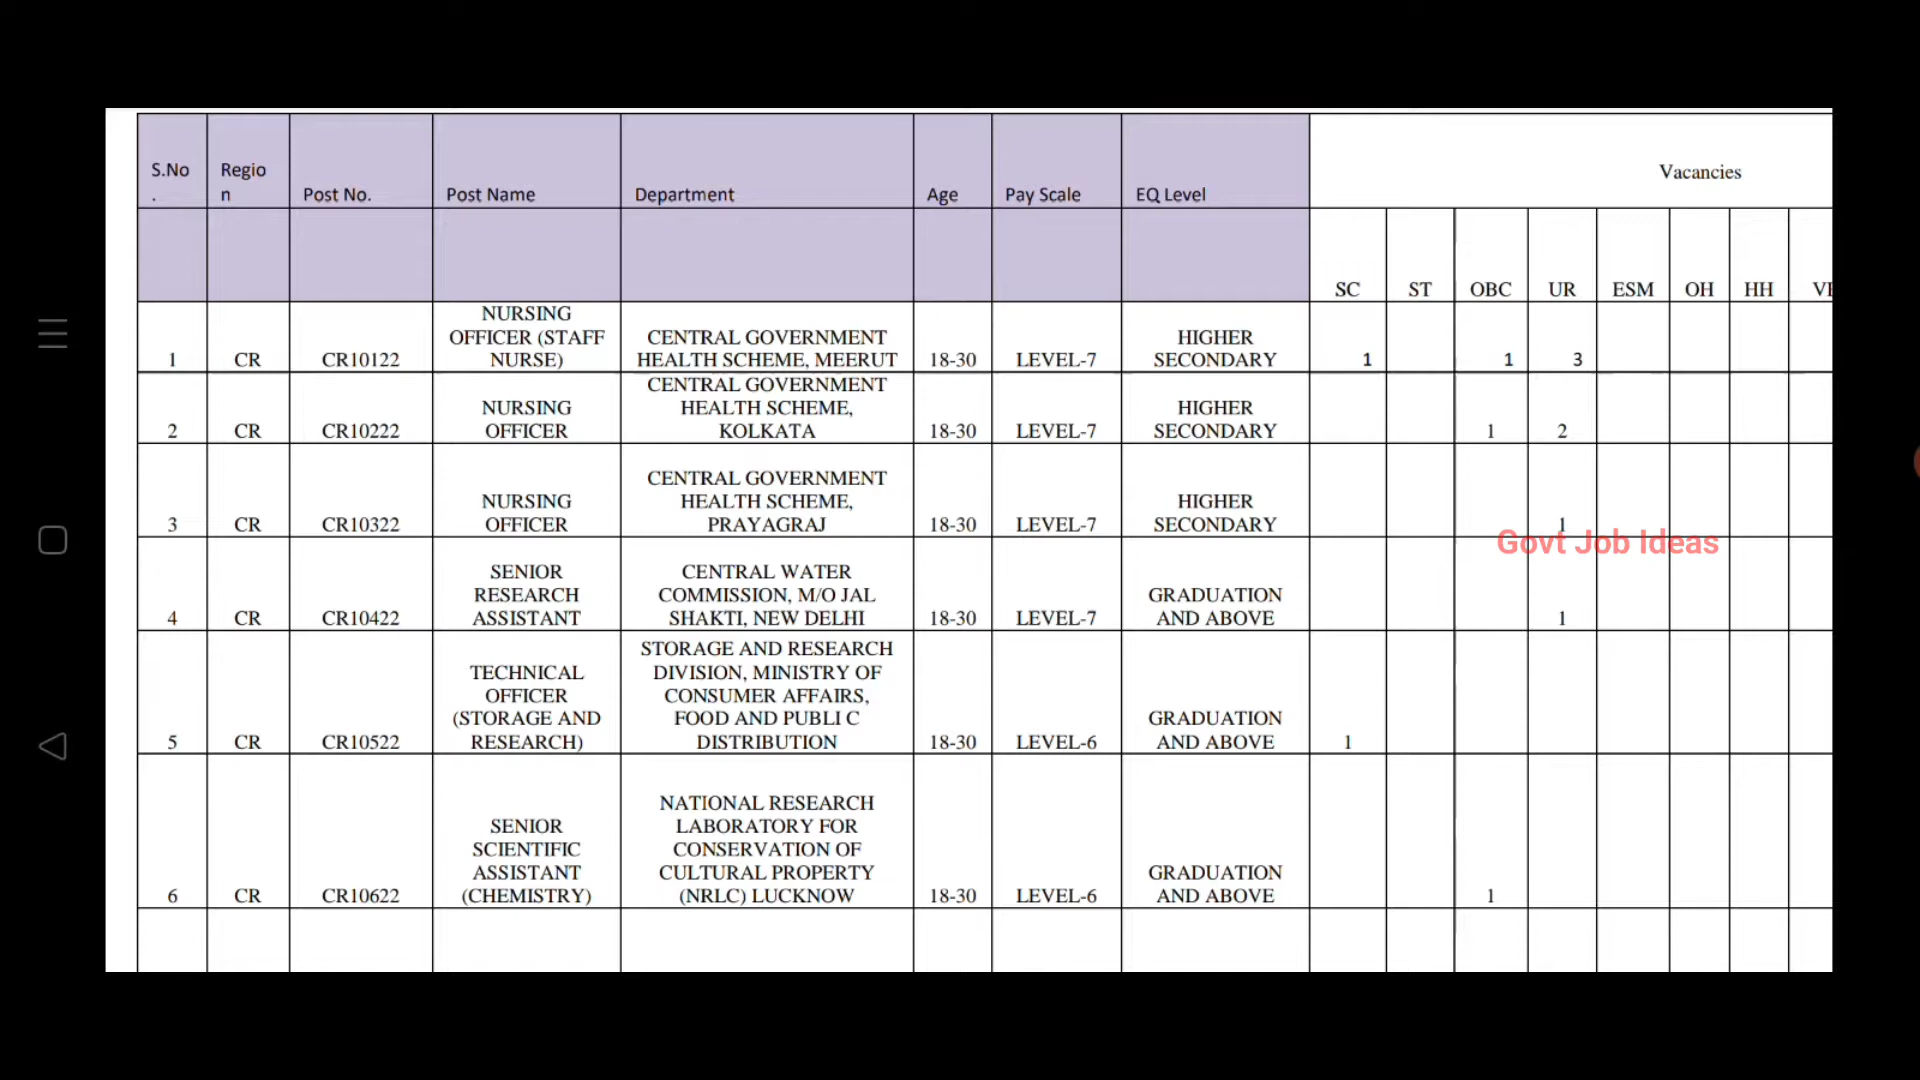 Vacancies
S.No
.
Regio
n
Post No.
Post Name
Department
Age
Pay Scale
EQ Level
SC
ST
OBC
UR
ESM
OH
HH
1
CR
CR10122
NURSING
OFFICER (STAFF
NURSE)
CENTRAL GOVERNMENT
HEALTH SCHEME, MEERUT
18-30
LEVEL-7
HIGHER
SECONDARY
1
1
3
2
CR
CR10222
NURSING
OFFICER
CENTRAL GOVERNMENT
HEALTH SCHEME,
KOLKATA
18-30
LEVEL-7
HIGHER
SECONDARY
1
2
3
CR
CR10322
NURSING
OFFICER
CENTRAL GOVERNMENT
HEALTH SCHEME,
PRAYAGRAJ
18-30
LEVEL-7
HIGHER
SECONDARY
1
Govt Job Ideas
4
CR
CR10422
SENIOR
RESEARCH
ASSISTANT
CENTRAL WATER
COMMISSION, M/O JAL
SHAKTI, NEW DELHI
18-30
LEVEL-7
GRADUATION
AND ABOVE
1
5
CR
CR10522
TECHNICAL
OFFICER
(STORAGE AND
RESEARCH)
STORAGE AND RESEARCH
DIVISION, MINISTRY OF
CONSUMER AFFAIRS,
FOOD AND PUBLI C
DISTRIBUTION
18-30
LEVEL-6
GRADUATION
AND ABOVE
1
6
CR
CR10622
SENIOR
SCIENTIFIC
ASSISTANT
(CHEMISTRY)
NATIONAL RESEARCH
LABORATORY FOR
CONSERVATION OF
CULTURAL PROPERTY
(NRLC) LUCKNOW
18-30
LEVEL-6
GRADUATION
AND ABOVE
1